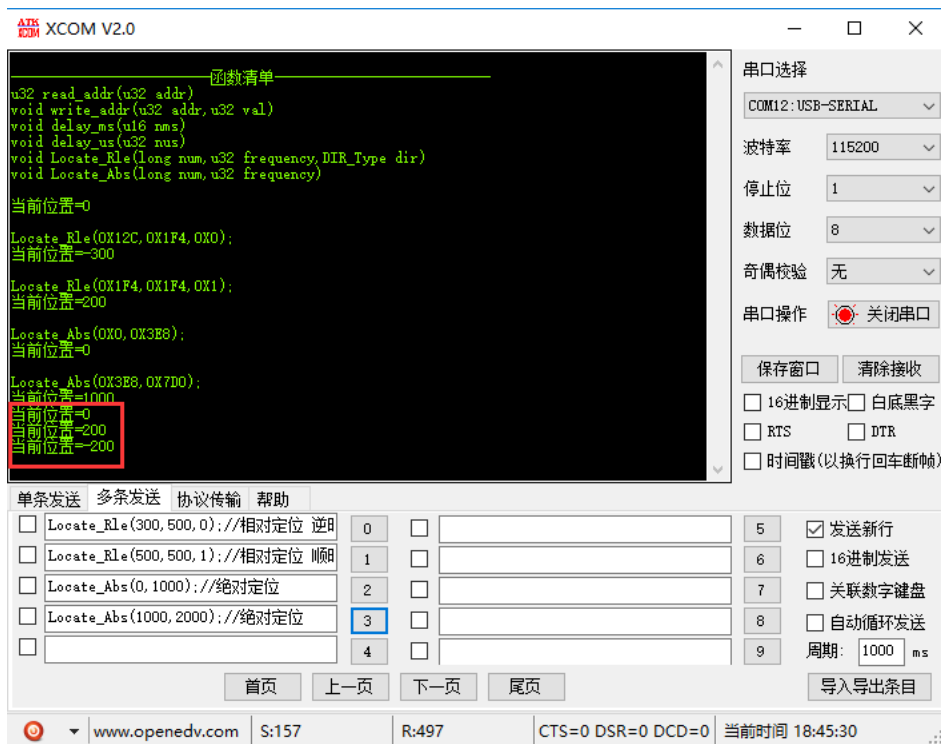 ATK XCOM XCOM V2.0
函数清单
u32 read_addr(u32 addr)
void write_addr(u32 addr,u32 val)
void delay_ms(u16 nms)
void delay_us(u32 nus)
void Locate_Rle(long num,u32 frequency,DIR_Type dir)
void Locate_Abs(long num,u32 frequency)
当前位置=0
Locate_Rle(0X12C,0X1F4,0X0);
当前位置=-300
Locate_Rle(0X1F4,0X1F4,0X1);
当前位置=200
Locate_Abs(0X0,0X3E8);
当前位置=0
Locate_Abs(0X3E8,0X7D0);
当前位置=1000
当前位置=0
当前位置=200
当前位置=-200
串口选择
COM12:USB-SERIAL
波特率 115200
停止位 1
数据位 8
奇偶校验 无
串口操作 关闭串口
保存窗口 清除接收
16进制显示 白底黑字
RTS DTR
时间戳(以换行回车断帧)
单条发送 多条发送 协议传输 帮助
Locate_Rle(300,500,0);//相对定位 逆时 0 5 发送新行
Locate_Rle(500,500,1);//相对定位 顺时 1 6 16进制发送
Locate_Abs(0,1000);//绝对定位 2 7 关联数字键盘
Locate_Abs(1000,2000);//绝对定位 3 8 自动循环发送
4 9 周期: 1000 ms
首页 上一页 下一页 尾页 导入导出条目
www.openedv.com S:157 R:497 CTS=0 DSR=0 DCD=0 当前时间 18:45:30